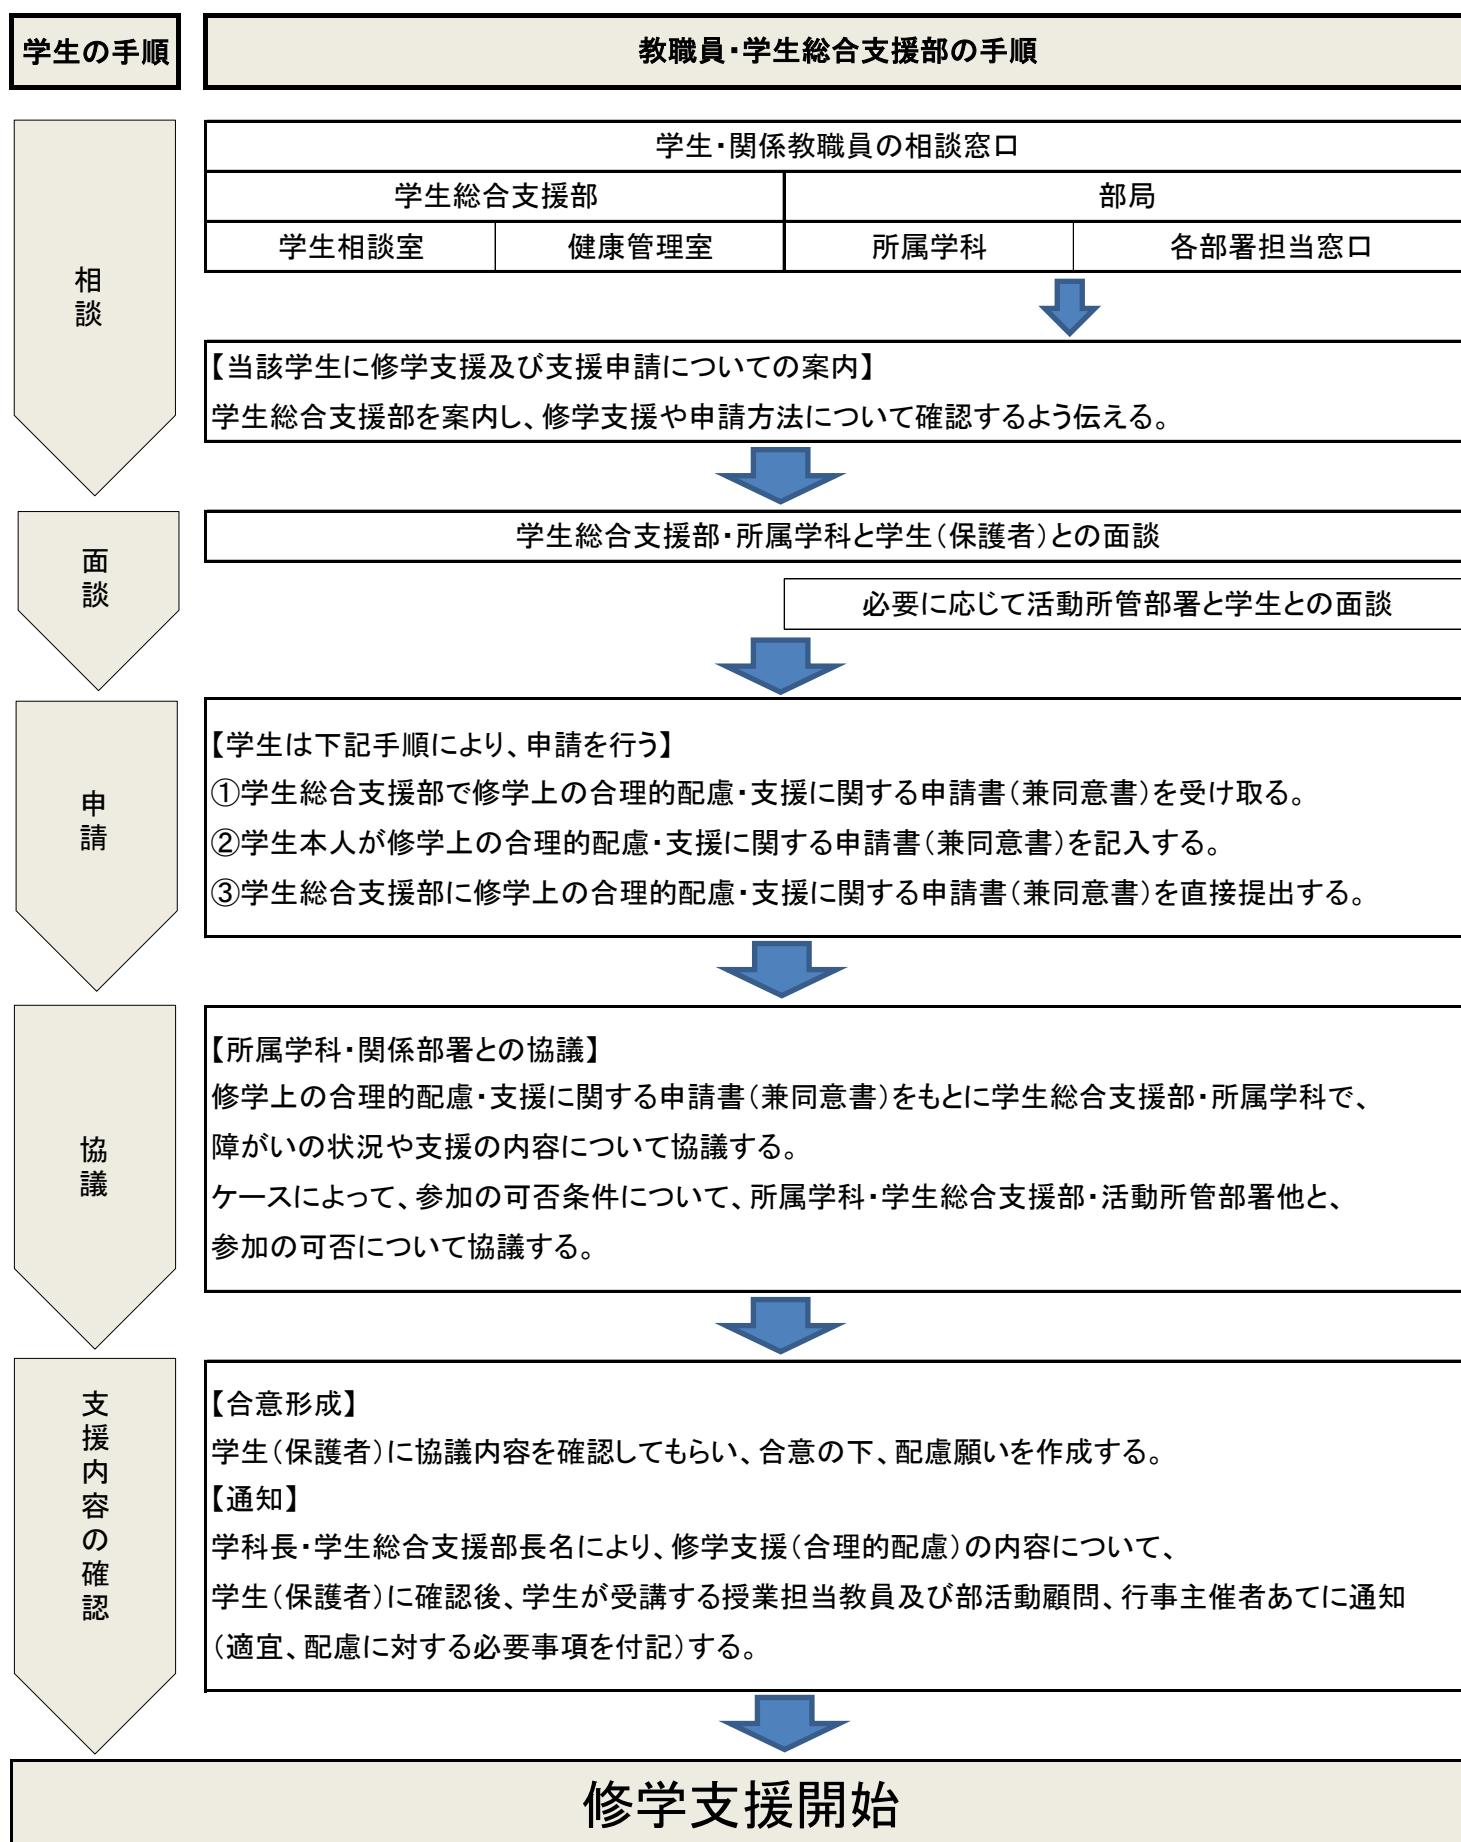 学生の手順
教職員・学生総合支援部の手順
相談
学生・関係教職員の相談窓口
学生総合支援部
部局
学生相談室
健康管理室
所属学科
各部署担当窓口
【当該学生に修学支援及び支援申請についての案内】
学生総合支援部を案内し、修学支援や申請方法について確認するよう伝える。
面談
学生総合支援部・所属学科と学生（保護者）との面談
必要に応じて活動所管部署と学生との面談
申請
【学生は下記手順により、申請を行う】
①学生総合支援部で修学上の合理的配慮・支援に関する申請書（兼同意書）を受け取る。
②学生本人が修学上の合理的配慮・支援に関する申請書（兼同意書）を記入する。
③学生総合支援部に修学上の合理的配慮・支援に関する申請書（兼同意書）を直接提出する。
協議
【所属学科・関係部署との協議】
修学上の合理的配慮・支援に関する申請書（兼同意書）をもとに学生総合支援部・所属学科で、
障がいの状況や支援の内容について協議する。
ケースによって、参加の可否条件について、所属学科・学生総合支援部・活動所管部署他と、
参加の可否について協議する。
支援内容の確認
【合意形成】
学生（保護者）に協議内容を確認してもらい、合意の下、配慮願いを作成する。
【通知】
学科長・学生総合支援部長名により、修学支援（合理的配慮）の内容について、
学生（保護者）に確認後、学生が受講する授業担当教員及び部活動顧問、行事主催者あてに通知
（適宜、配慮に対する必要事項を付記）する。
修学支援開始